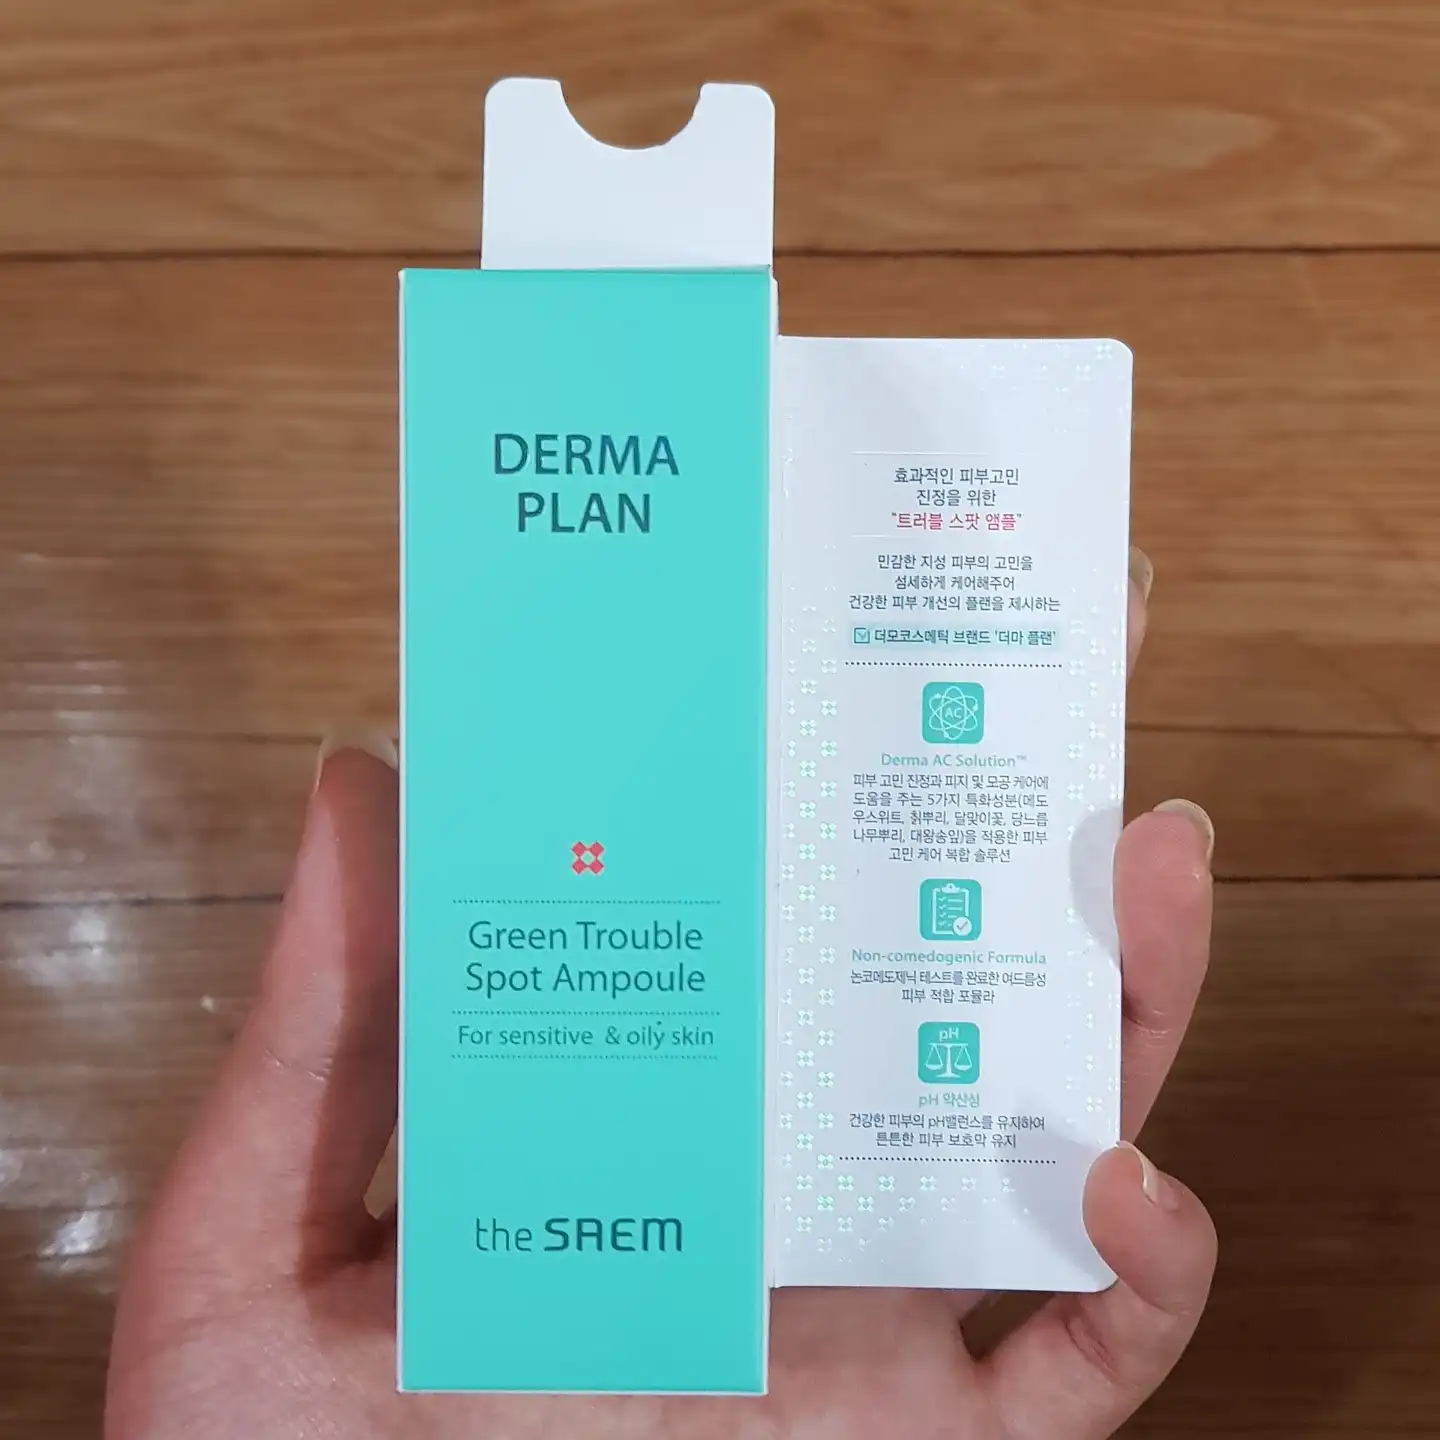 DERMA
PLAN
Green Trouble
Spot Ampoule
For sensitive & oily skin
the SAEM
효과적인 피부고민
진정을 위한
"트러블 스팟 앰플"
민감한 지성 피부의 고민을
섬세하게 케어해주어
건강한 피부 개선의 플랜을 제시하는
더모코스메틱 브랜드 '더마 플랜'
AC
Derma AC Solution™
피부 고민 진정과 피지 및 모공 케어에
도움을 주는 5가지 특화성분(메도
우스위트, 칡뿌리, 달맞이꽃, 당느릅
나무뿌리, 대왕송잎)을 적용한 피부
고민 케어 복합 솔루션
Non-comedogenic Formula
논코메도제닉 테스트를 완료한 여드름성
피부 적합 포뮬라
pH
pH 약산성
건강한 피부의 pH밸런스를 유지하여
튼튼한 피부 보호막 유지